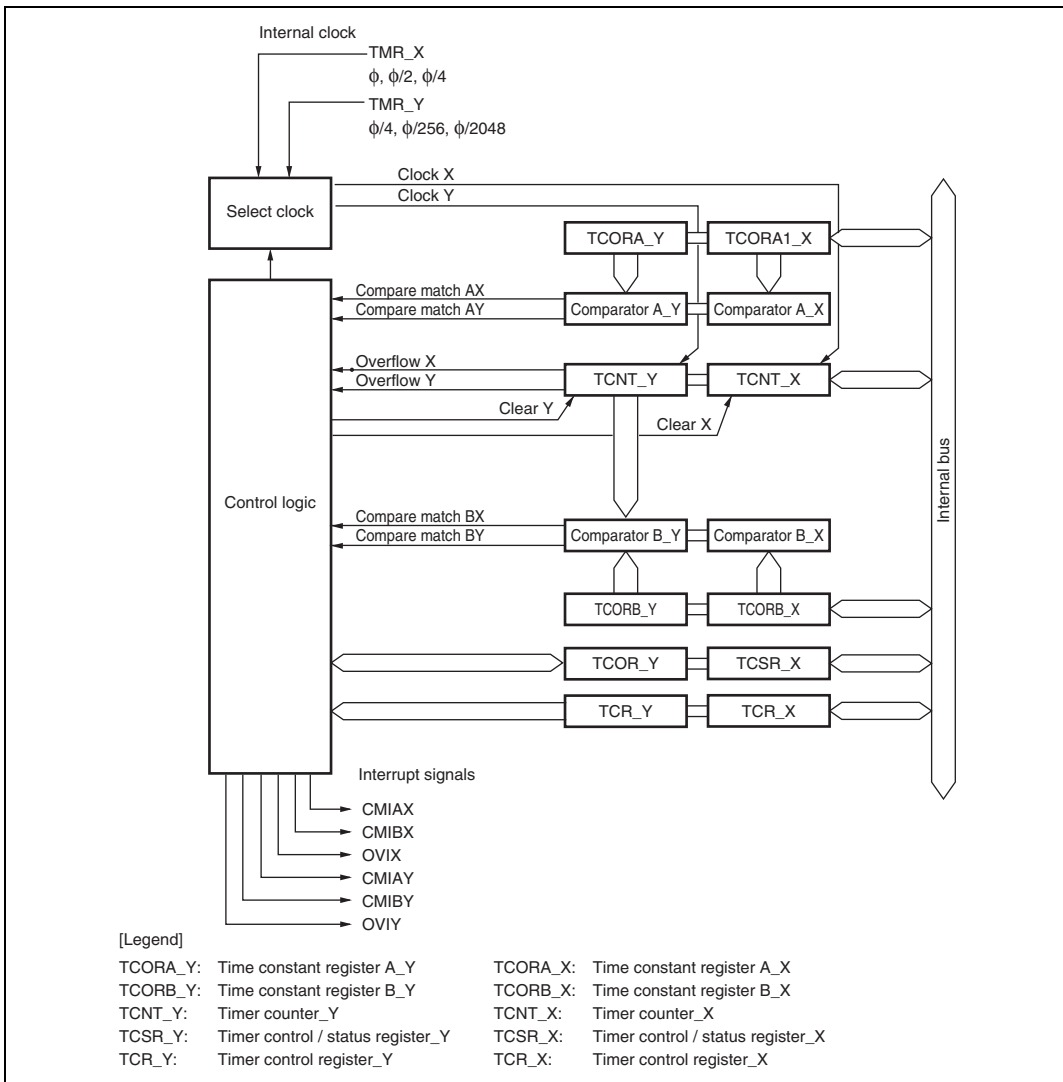 Internal clock
TMR_X
ϕ, ϕ/2, ϕ/4
TMR_Y
ϕ/4, ϕ/256, ϕ/2048
Clock X
Clock Y
Select clock
TCORA_Y
TCORA1_X
Compare match AX
Compare match AY
Comparator A_Y
Comparator A_X
Overflow X
Overflow Y
TCNT_Y
TCNT_X
Clear Y
Clear X
Control logic
Internal bus
Compare match BX
Compare match BY
Comparator B_Y
Comparator B_X
TCORB_Y
TCORB_X
TCOR_Y
TCSR_X
TCR_Y
TCR_X
Interrupt signals
CMIAX
CMIBX
OVIX
CMIAY
CMIBY
OVIY
[Legend]
TCORA_Y: Time constant register A_Y
TCORB_Y: Time constant register B_Y
TCNT_Y: Timer counter_Y
TCSR_Y: Timer control / status register_Y
TCR_Y: Timer control register_Y
TCORA_X: Time constant register A_X
TCORB_X: Time constant register B_X
TCNT_X: Timer counter_X
TCSR_X: Timer control / status register_X
TCR_X: Timer control register_X